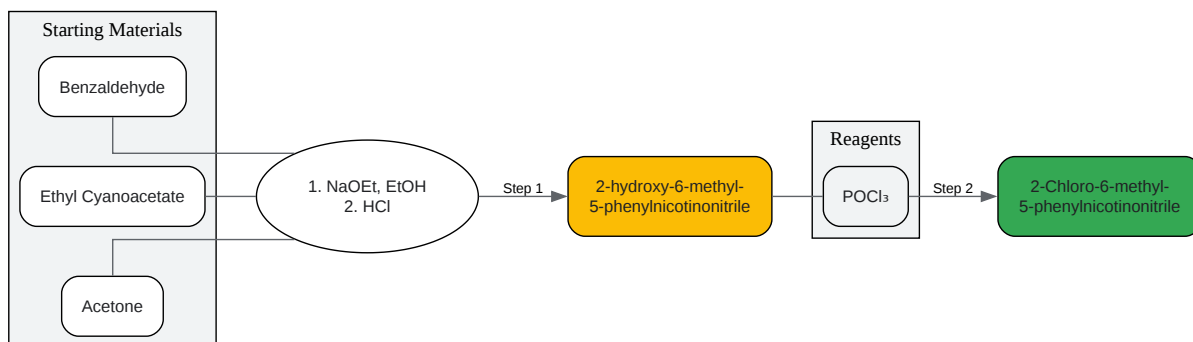 Starting Materials
Benzaldehyde
Ethyl Cyanoacetate
Acetone
1. NaOEt, EtOH
2. HCl
Step 1
2-hydroxy-6-methyl-
5-phenylnicotinonitrile
Reagents
POCl₃
Step 2
2-Chloro-6-methyl-
5-phenylnicotinonitrile